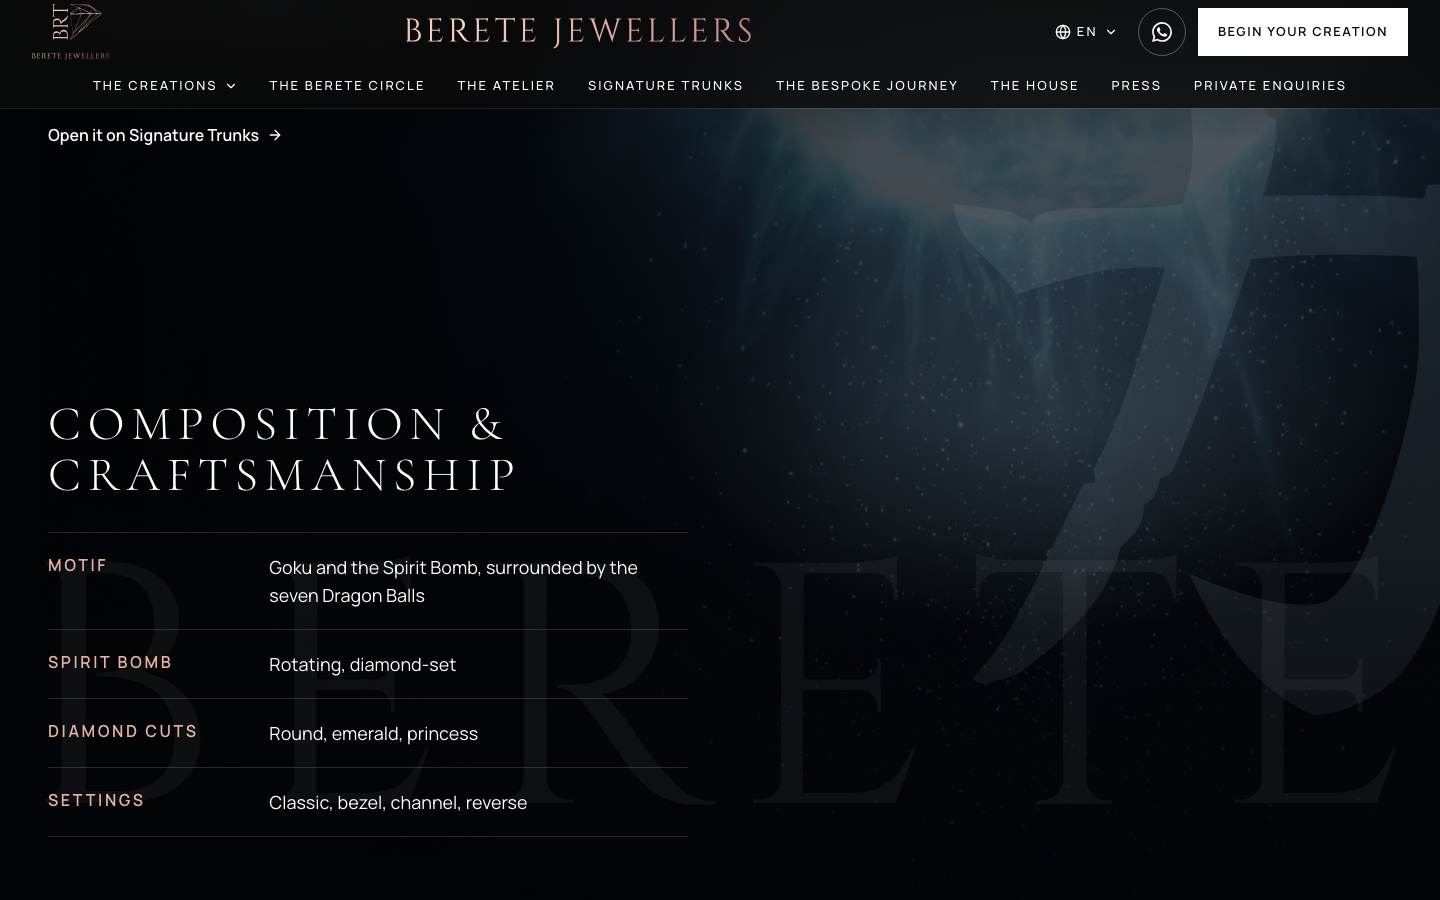 BRT
BERETE JEWELLERS
BERETE JEWELLERS
EN
BEGIN YOUR CREATION
THE CREATIONS
THE BERETE CIRCLE
THE ATELIER
SIGNATURE TRUNKS
THE BESPOKE JOURNEY
THE HOUSE
PRESS
PRIVATE ENQUIRIES
Open it on Signature Trunks →
COMPOSITION &
CRAFTSMANSHIP
MOTIF
Goku and the Spirit Bomb, surrounded by the
seven Dragon Balls
SPIRIT BOMB
Rotating, diamond-set
DIAMOND CUTS
Round, emerald, princess
SETTINGS
Classic, bezel, channel, reverse
BERETE